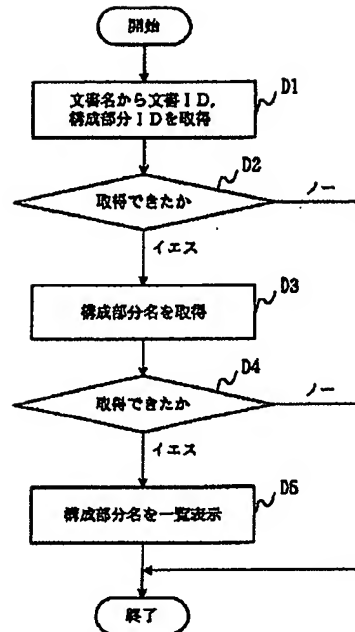 開始
文書名から文書ID,
構成部分IDを取得
D1
D2
取得できたか
ノー
イエス
D3
構成部分名を取得
D4
取得できたか
ノー
イエス
D5
構成部分名を一覧表示
終了